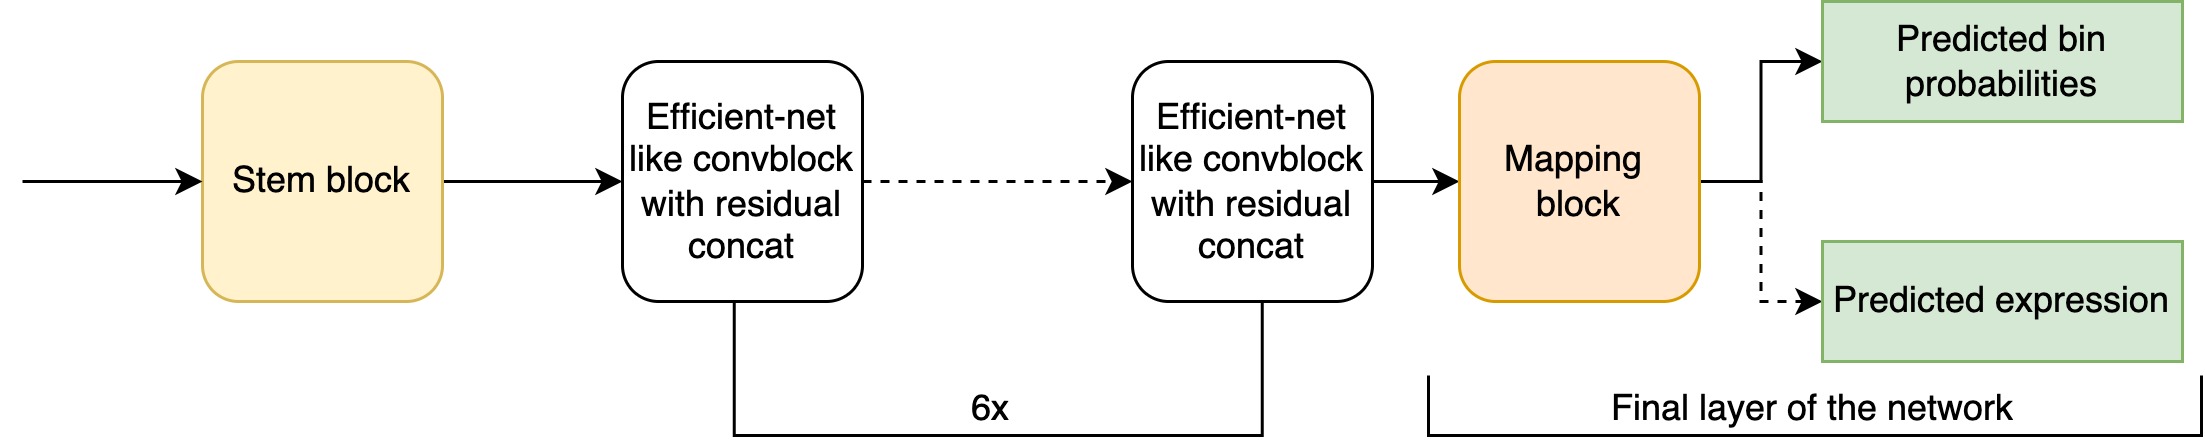 Stem block
Efficient-net
like convblock
with residual
concat
Efficient-net
like convblock
with residual
concat
6x
Mapping
block
Predicted bin
probabilities
Predicted expression
Final layer of the network